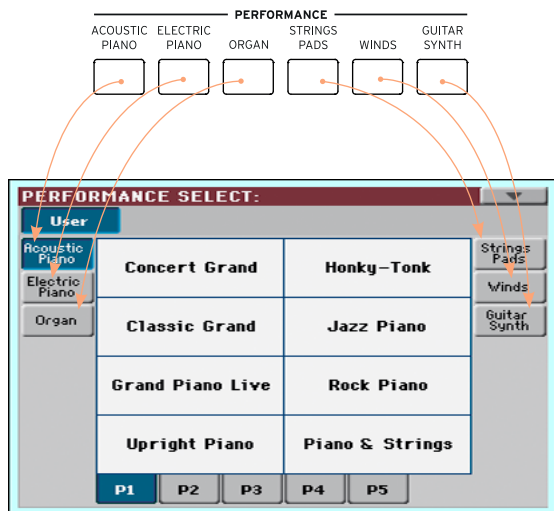 PERFORMANCE
ACOUSTIC PIANO
ELECTRIC PIANO
ORGAN
STRINGS PADS
WINDS
GUITAR SYNTH
PERFORMANCE SELECT:
User
Acoustic Piano
Electric Piano
Organ
Concert Grand
Honky-Tonk
Classic Grand
Jazz Piano
Grand Piano Live
Rock Piano
Upright Piano
Piano & Strings
Strings Pads
Winds
Guitar Synth
P1 P2 P3 P4 P5